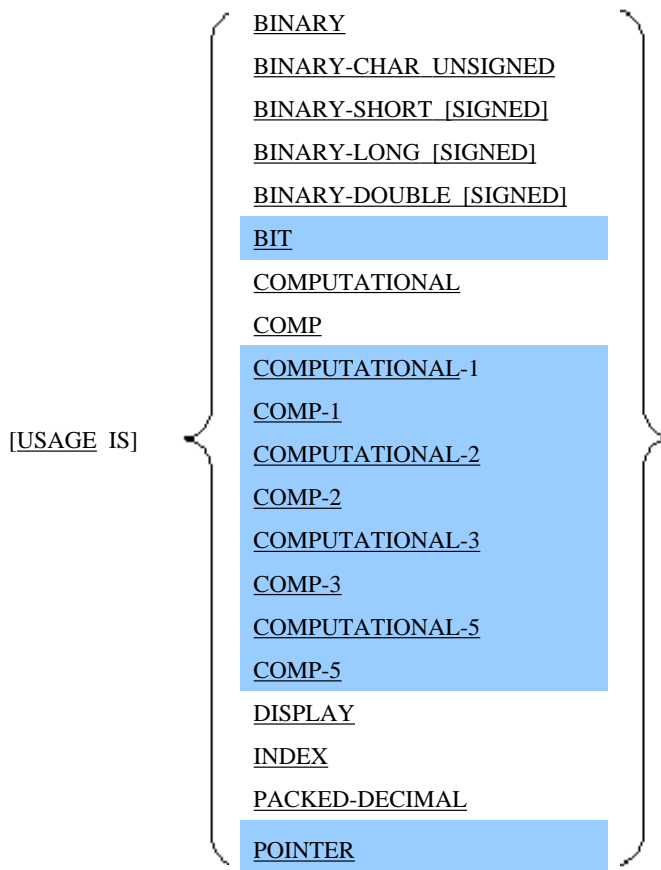 BINARY
BINARY-CHAR UNSIGNED
BINARY-SHORT [SIGNED]
BINARY-LONG [SIGNED]
BINARY-DOUBLE [SIGNED]
BIT
COMPUTATIONAL
COMP
COMPUTATIONAL-1
COMP-1
[USAGE IS]
COMPUTATIONAL-2
COMP-2
COMPUTATIONAL-3
COMP-3
COMPUTATIONAL-5
COMP-5
DISPLAY
INDEX
PACKED-DECIMAL
POINTER